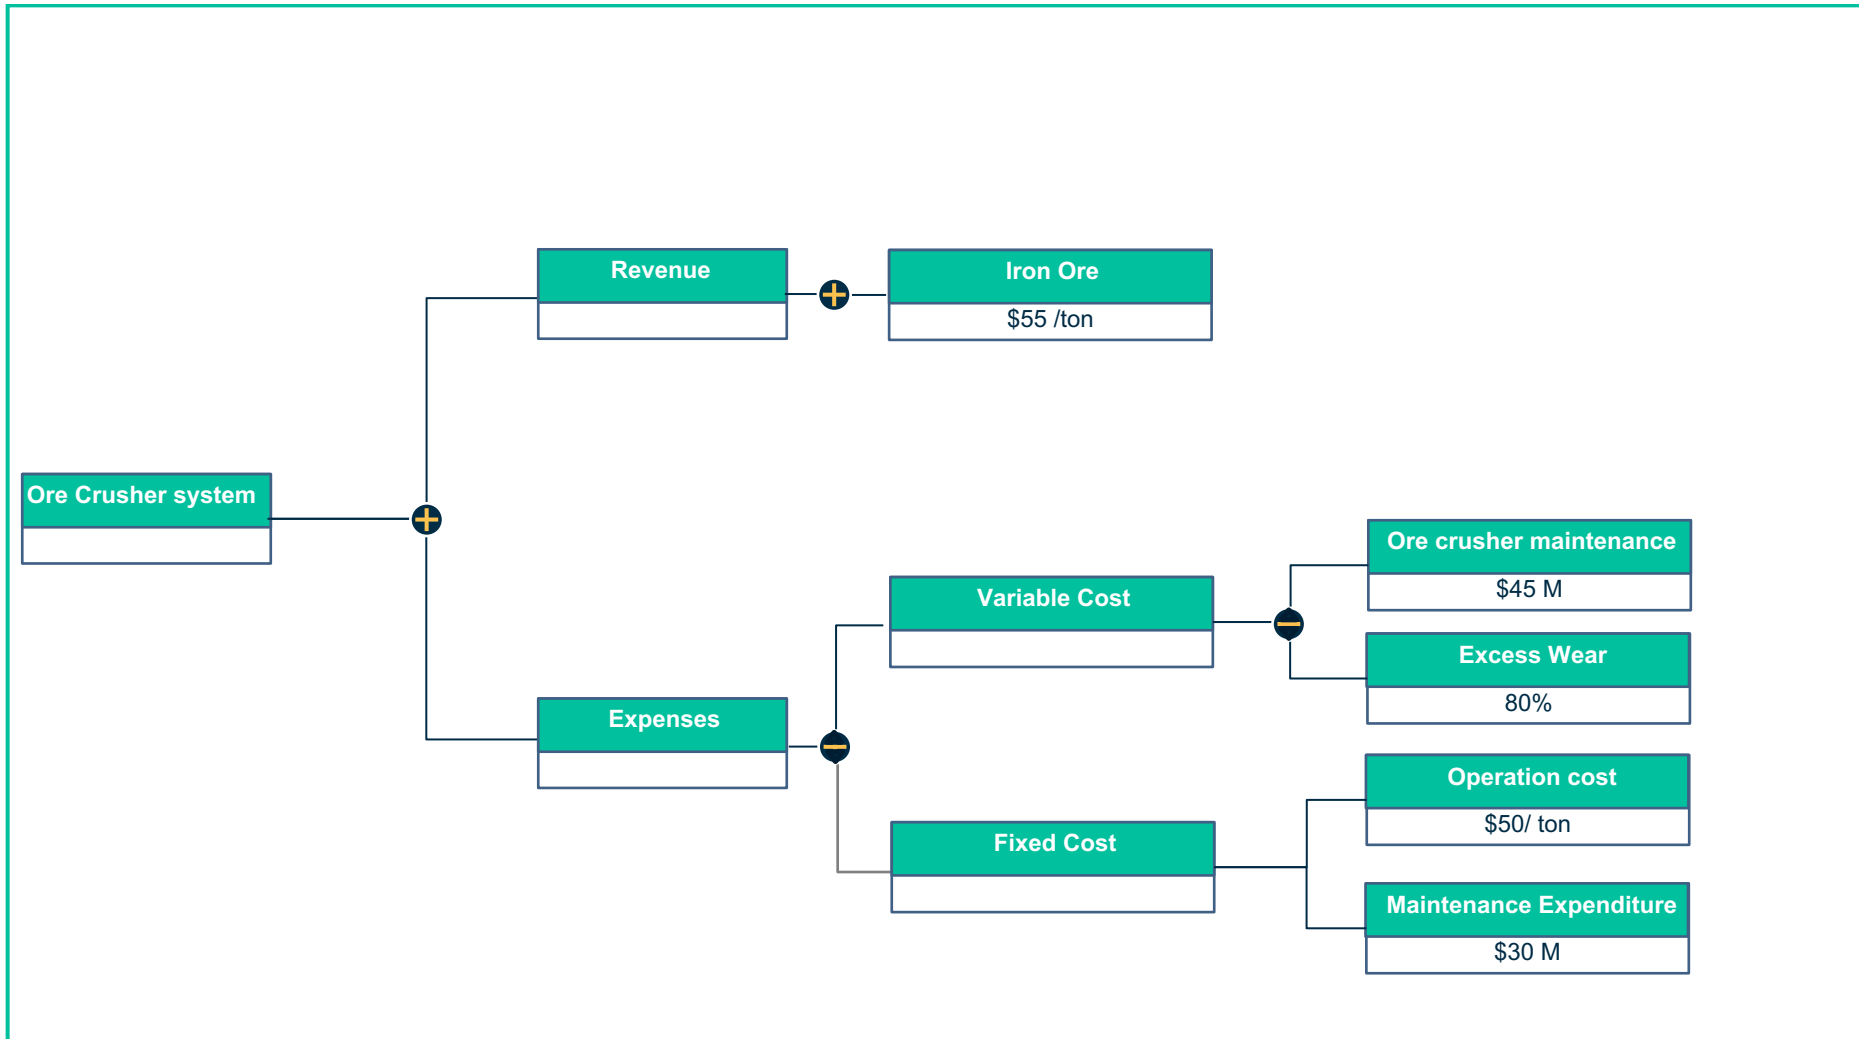 Revenue
Iron Ore
$55 /ton
Ore Crusher system
Ore crusher maintenance
$45 M
Variable Cost
Excess Wear
80%
Expenses
Operation cost
$50/ ton
Fixed Cost
Maintenance Expenditure
$30 M